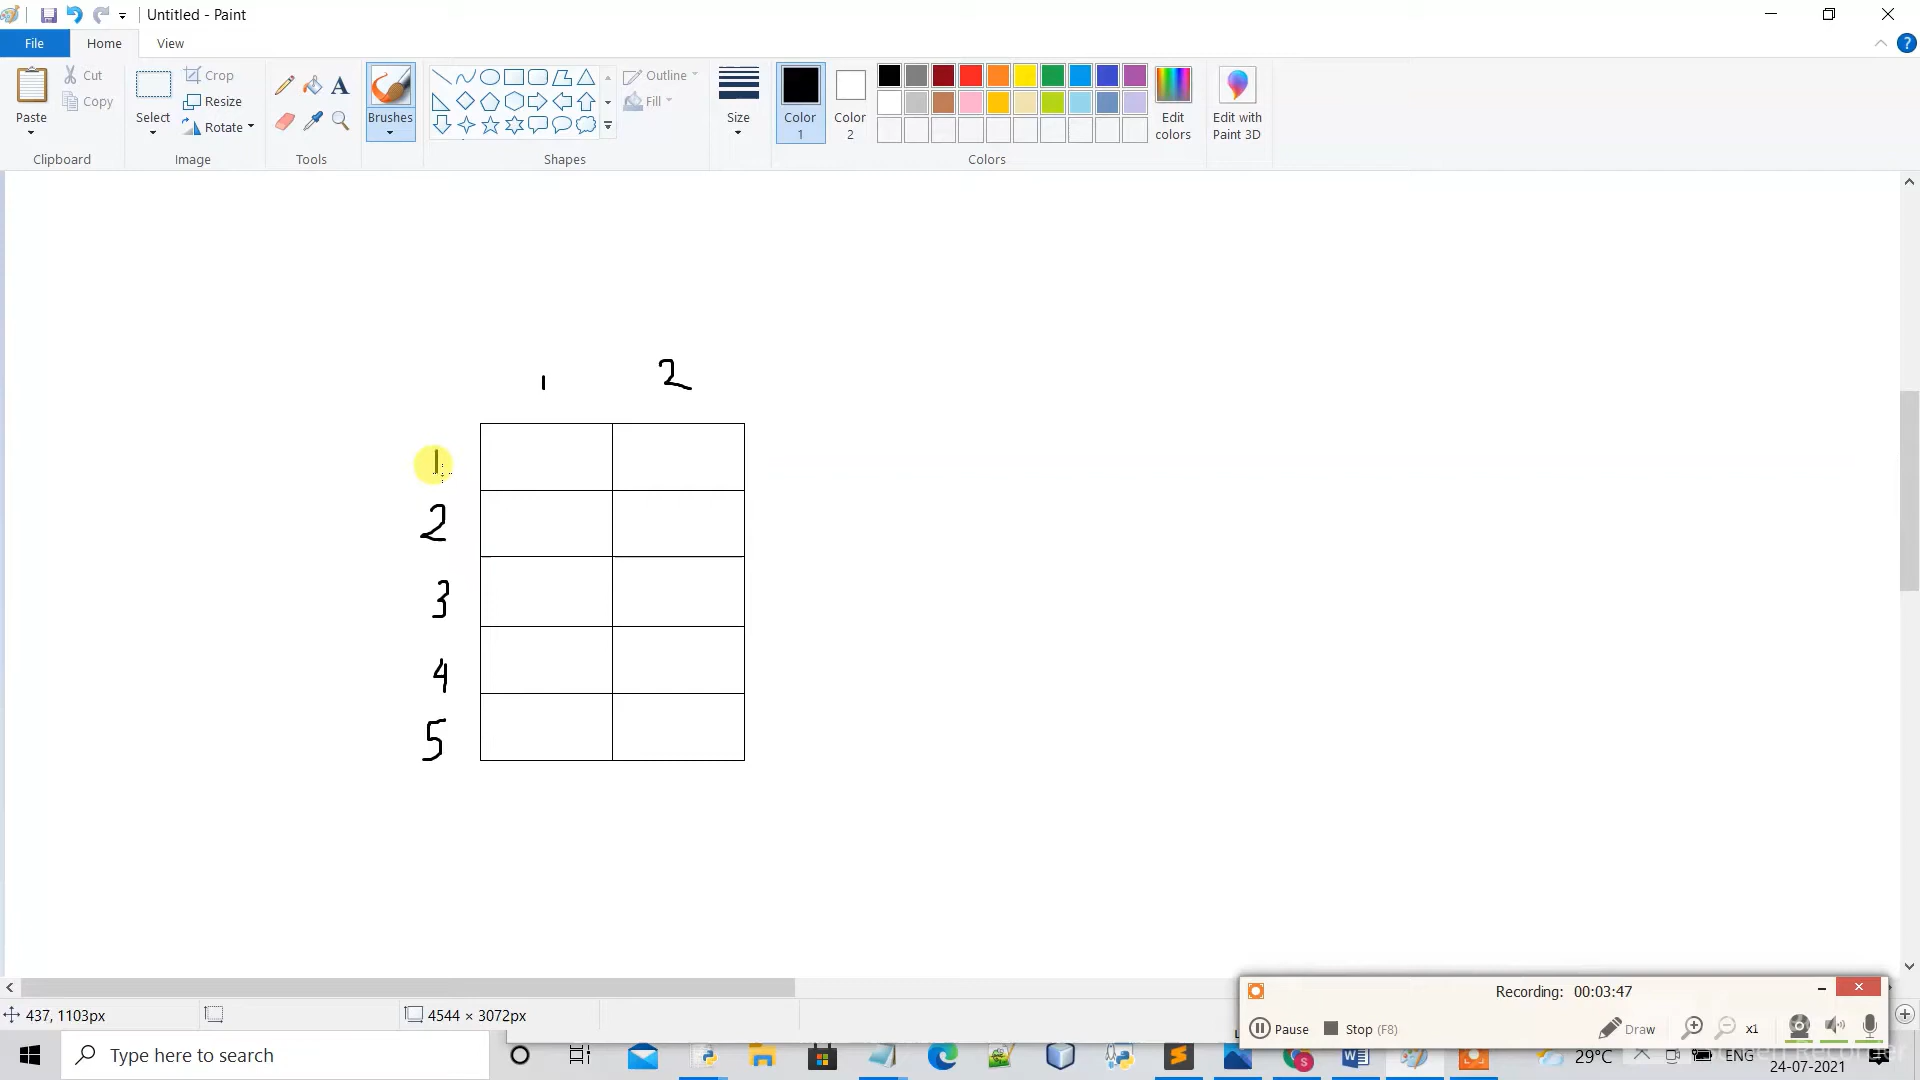 Untitled - Paint
File Home View
Paste
Cut
Copy
Clipboard
Select
Crop
Resize
Rotate
Image
Tools
Brushes
Shapes
Outline
Fill
Size
Color 1
Color 2
Colors
Edit colors
Edit with Paint 3D
1 2
1
2
3
4
5
437, 1103px
4544 × 3072px
Recording: 00:03:47
Pause
Stop (F8)
Draw
x1
Type here to search
29°C
ENG
24-07-2021